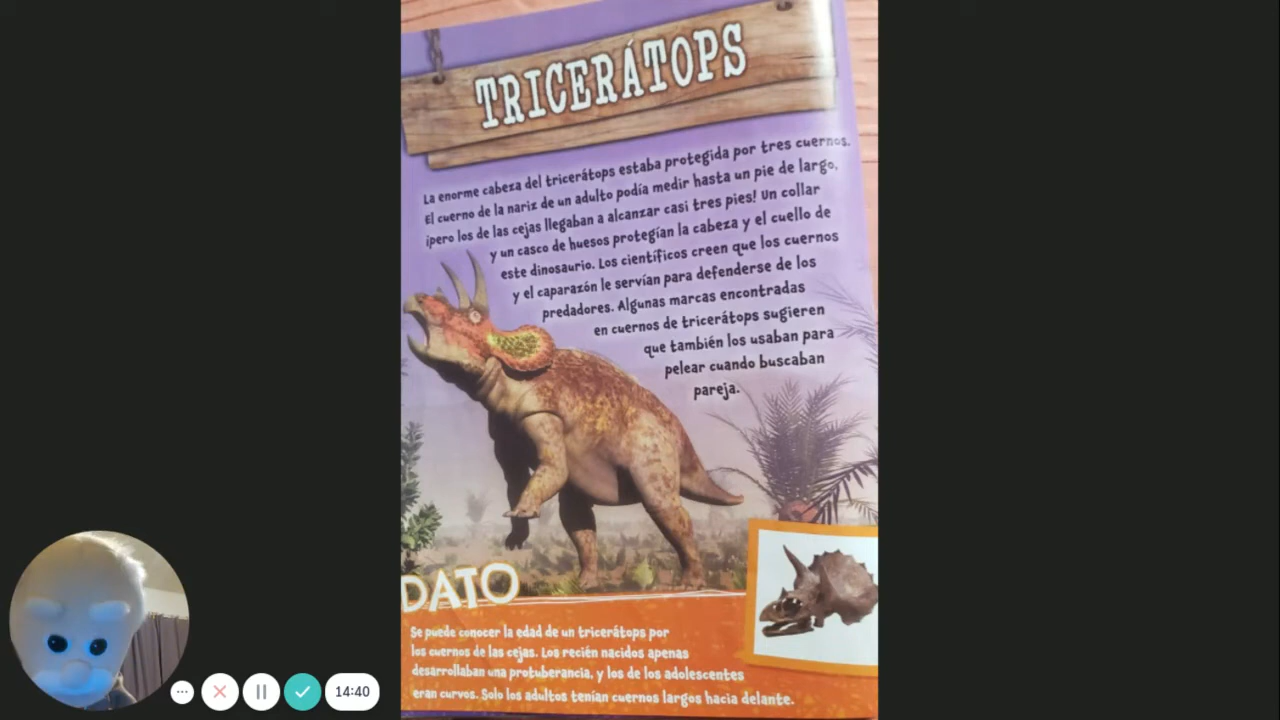 TRICERÁTOPS
La enorme cabeza del tricerátops estaba protegida por tres cuernos.
El cuerno de la nariz de un adulto podía medir hasta un pie de largo,
¡pero los de las cejas llegaban a alcanzar casi tres pies! Un collar
y un casco de huesos protegían la cabeza y el cuello de
este dinosaurio. Los científicos creen que los cuernos
y el caparazón le servían para defenderse de los
predadores. Algunas marcas encontradas
en cuernos de tricerátops sugieren
que también los usaban para
pelear cuando buscaban
pareja.
DATO
Se puede conocer la edad de un tricerátops por
los cuernos de las cejas. Los recién nacidos apenas
desarrollaban una protuberancia, y los de los adolescentes
eran curvos. Solo los adultos tenían cuernos largos hacia delante.
14:40